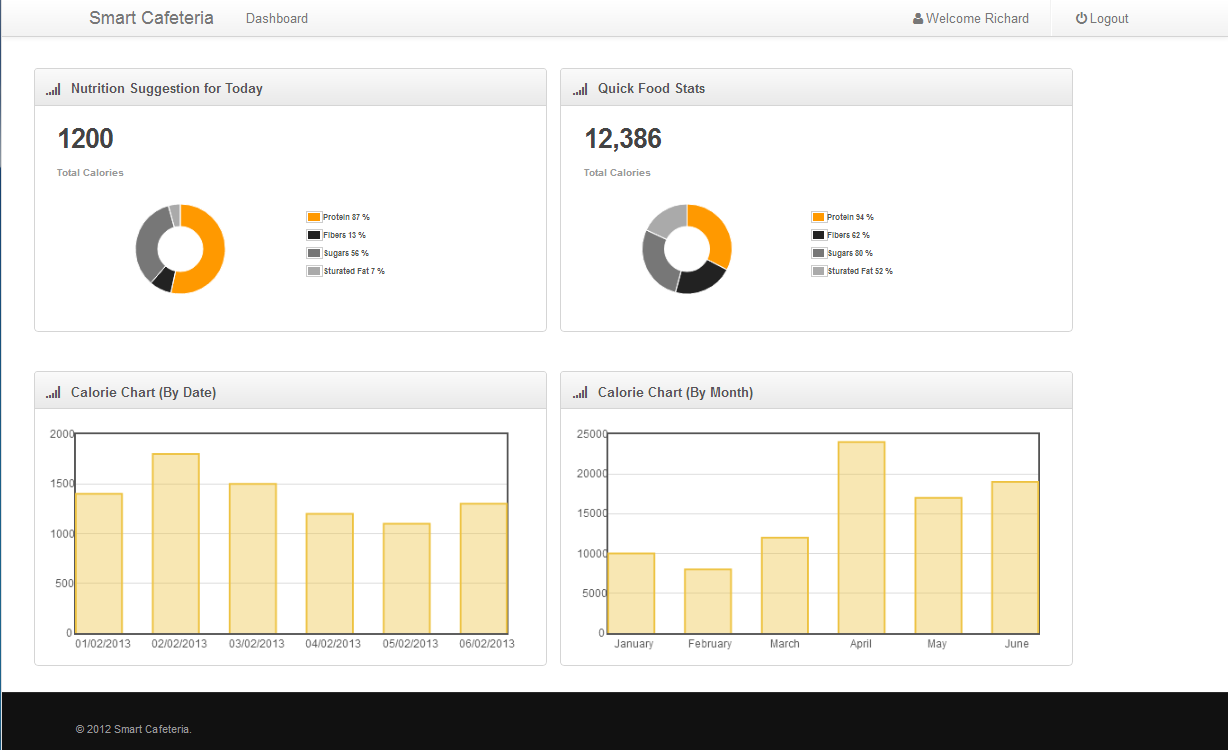 Smart Cafeteria Dashboard Welcome Richard Logout
Nutrition Suggestion for Today
1200
Total Calories
Protein 87 %
Fibers 13 %
Sugars 56 %
Sturated Fat 7 %
Quick Food Stats
12,386
Total Calories
Protein 94 %
Fibers 62 %
Sugars 80 %
Sturated Fat 52 %
Calorie Chart (By Date)
2000
1500
1000
500
0
01/02/2013 02/02/2013 03/02/2013 04/02/2013 05/02/2013 06/02/2013
Calorie Chart (By Month)
25000
20000
15000
10000
5000
0
January February March April May June
© 2012 Smart Cafeteria.